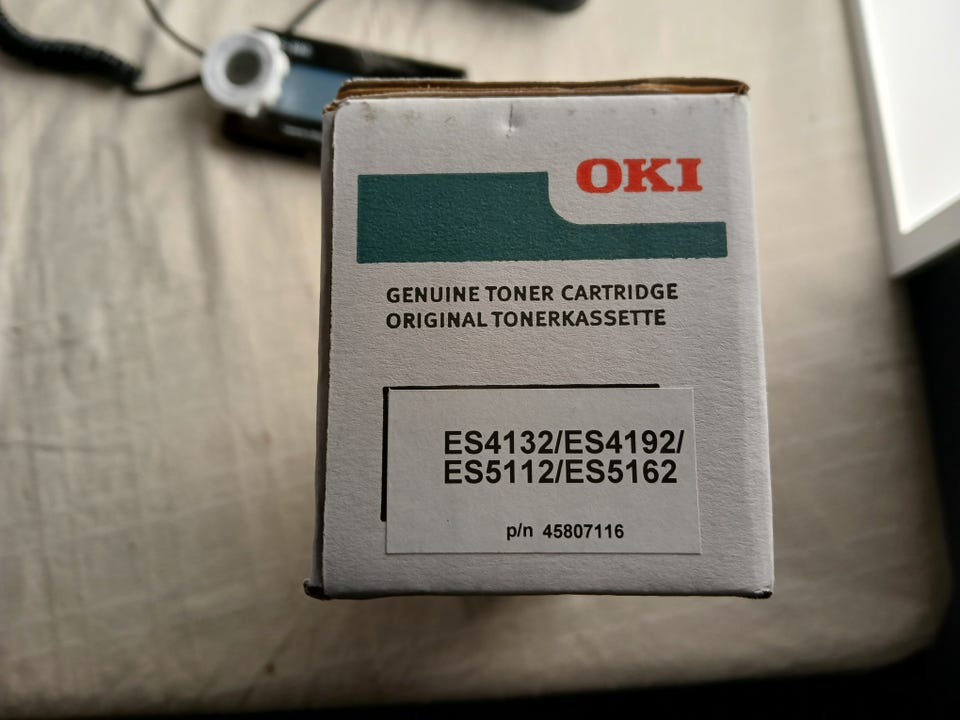 OKI
GENUINE TONER CARTRIDGE
ORIGINAL TONERKASSETTE
ES4132/ES4192/
ES5112/ES5162
p/n 45807116